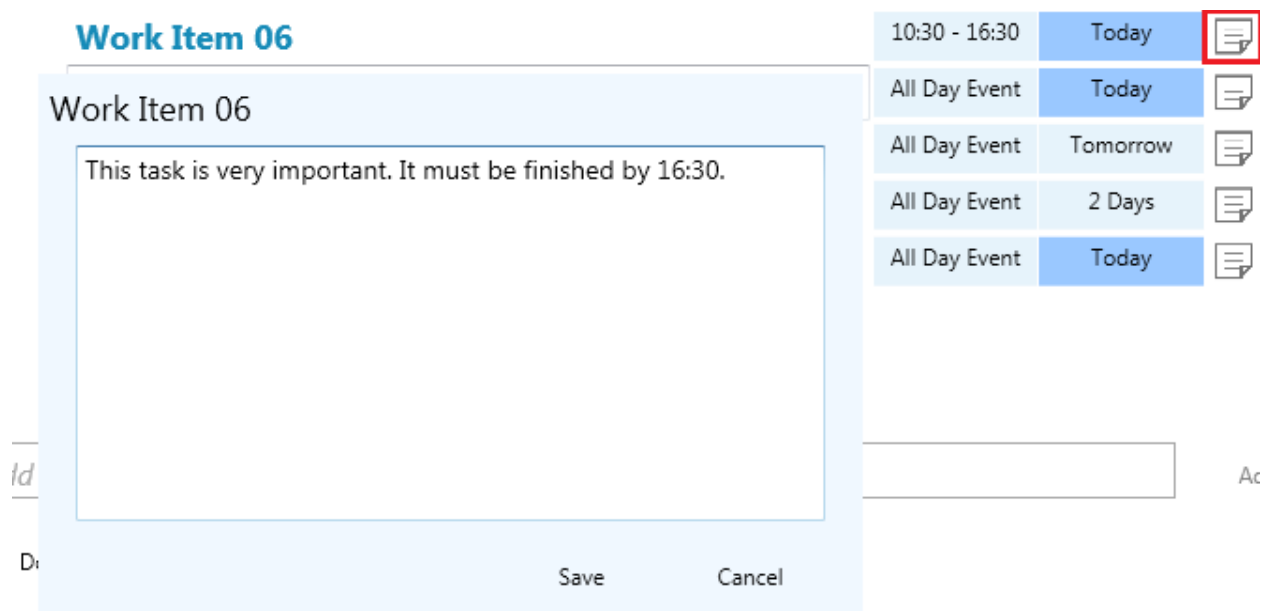 Work Item 06
10:30 - 16:30 Today
All Day Event Today
Work Item 06
All Day Event Tomorrow
This task is very important. It must be finished by 16:30.
All Day Event 2 Days
All Day Event Today
Save Cancel